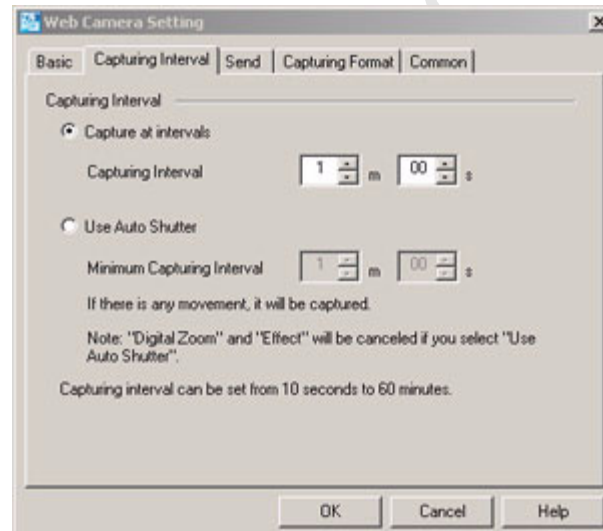 Web Camera Setting
Basic Capturing Interval Send Capturing Format Common
Capturing Interval
Capture at intervals
Capturing Interval 1 m 00 s
Use Auto Shutter
Minimum Capturing Interval 1 m 00 s
If there is any movement, it will be captured.
Note: "Digital Zoom" and "Effect" will be canceled if you select "Use
Auto Shutter".
Capturing interval can be set from 10 seconds to 60 minutes.
OK Cancel Help